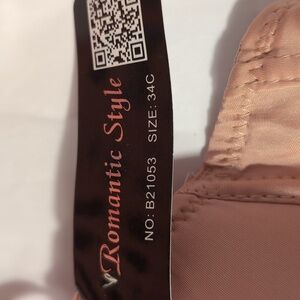 Romantic Style
NO: B21053 SIZE: 34C